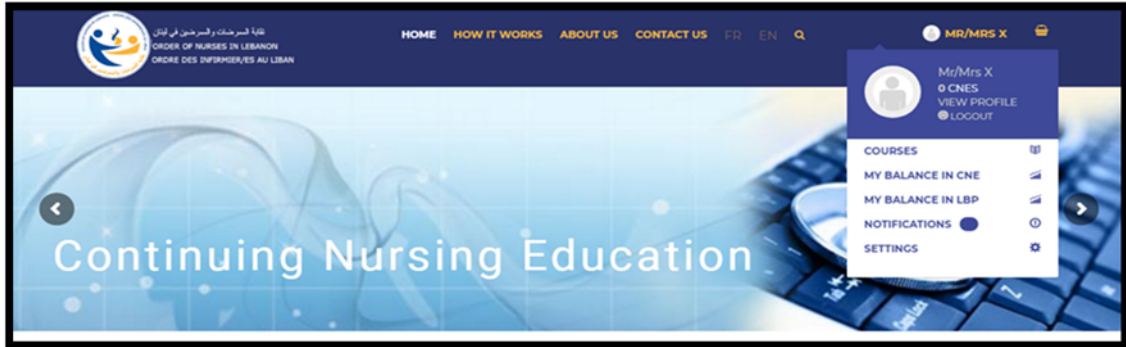 نقابة الممرضات والممرضين في لبنان
ORDER OF NURSES IN LEBANON
ORDRE DES INFIRMIER/ES AU LIBAN
HOME HOW IT WORKS ABOUT US CONTACT US FR EN
MR/MRS X
Mr/Mrs X
0 CNES
VIEW PROFILE
LOGOUT
COURSES
MY BALANCE IN CNE
MY BALANCE IN LBP
NOTIFICATIONS
SETTINGS
Continuing Nursing Education
Caps Lock